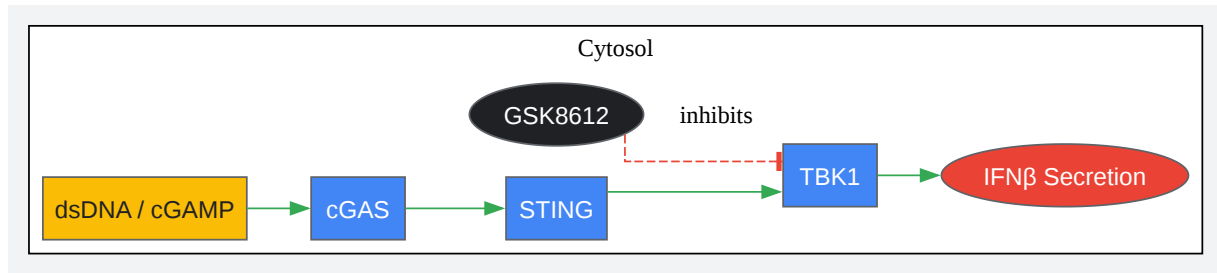 Cytosol
GSK8612
inhibits
dsDNA / cGAMP
cGAS
STING
TBK1
IFNβ Secretion